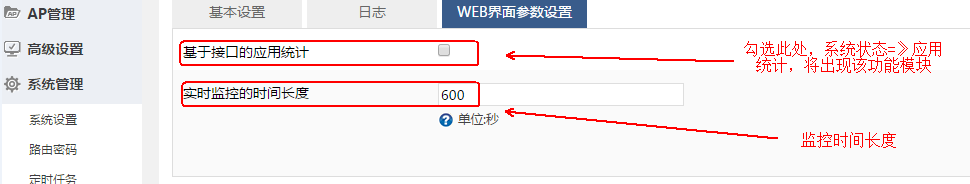 AP管理
高级设置
系统管理
系统设置
路由密码
定时任务
基本设置
日志
WEB界面参数设置
基于接口的应用统计
实时监控的时间长度
600
单位:秒
勾选此处，系统状态=》应用
统计，将出现该功能模块
监控时间长度